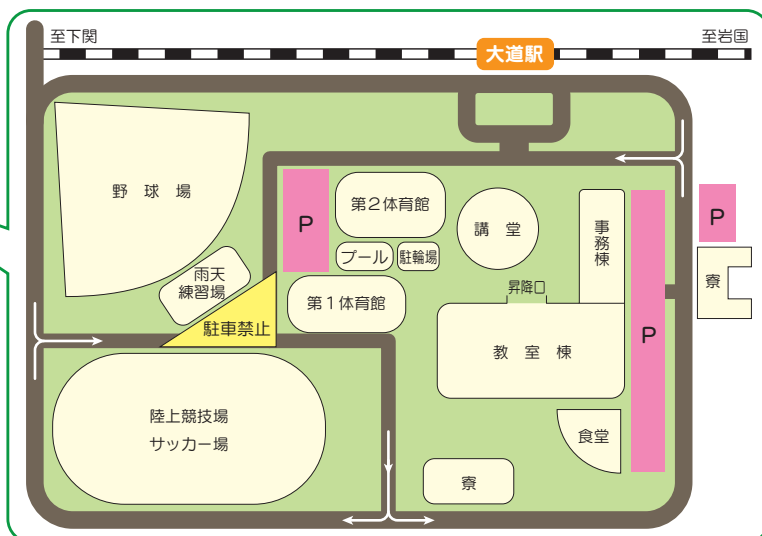 至下関
至岩国
大道駅
野球場
P
第2体育館
講堂
事務棟
P
プール
駐輪場
雨天
練習場
寮
昇降口
第1体育館
駐車禁止
P
教室棟
陸上競技場
サッカー場
食堂
寮